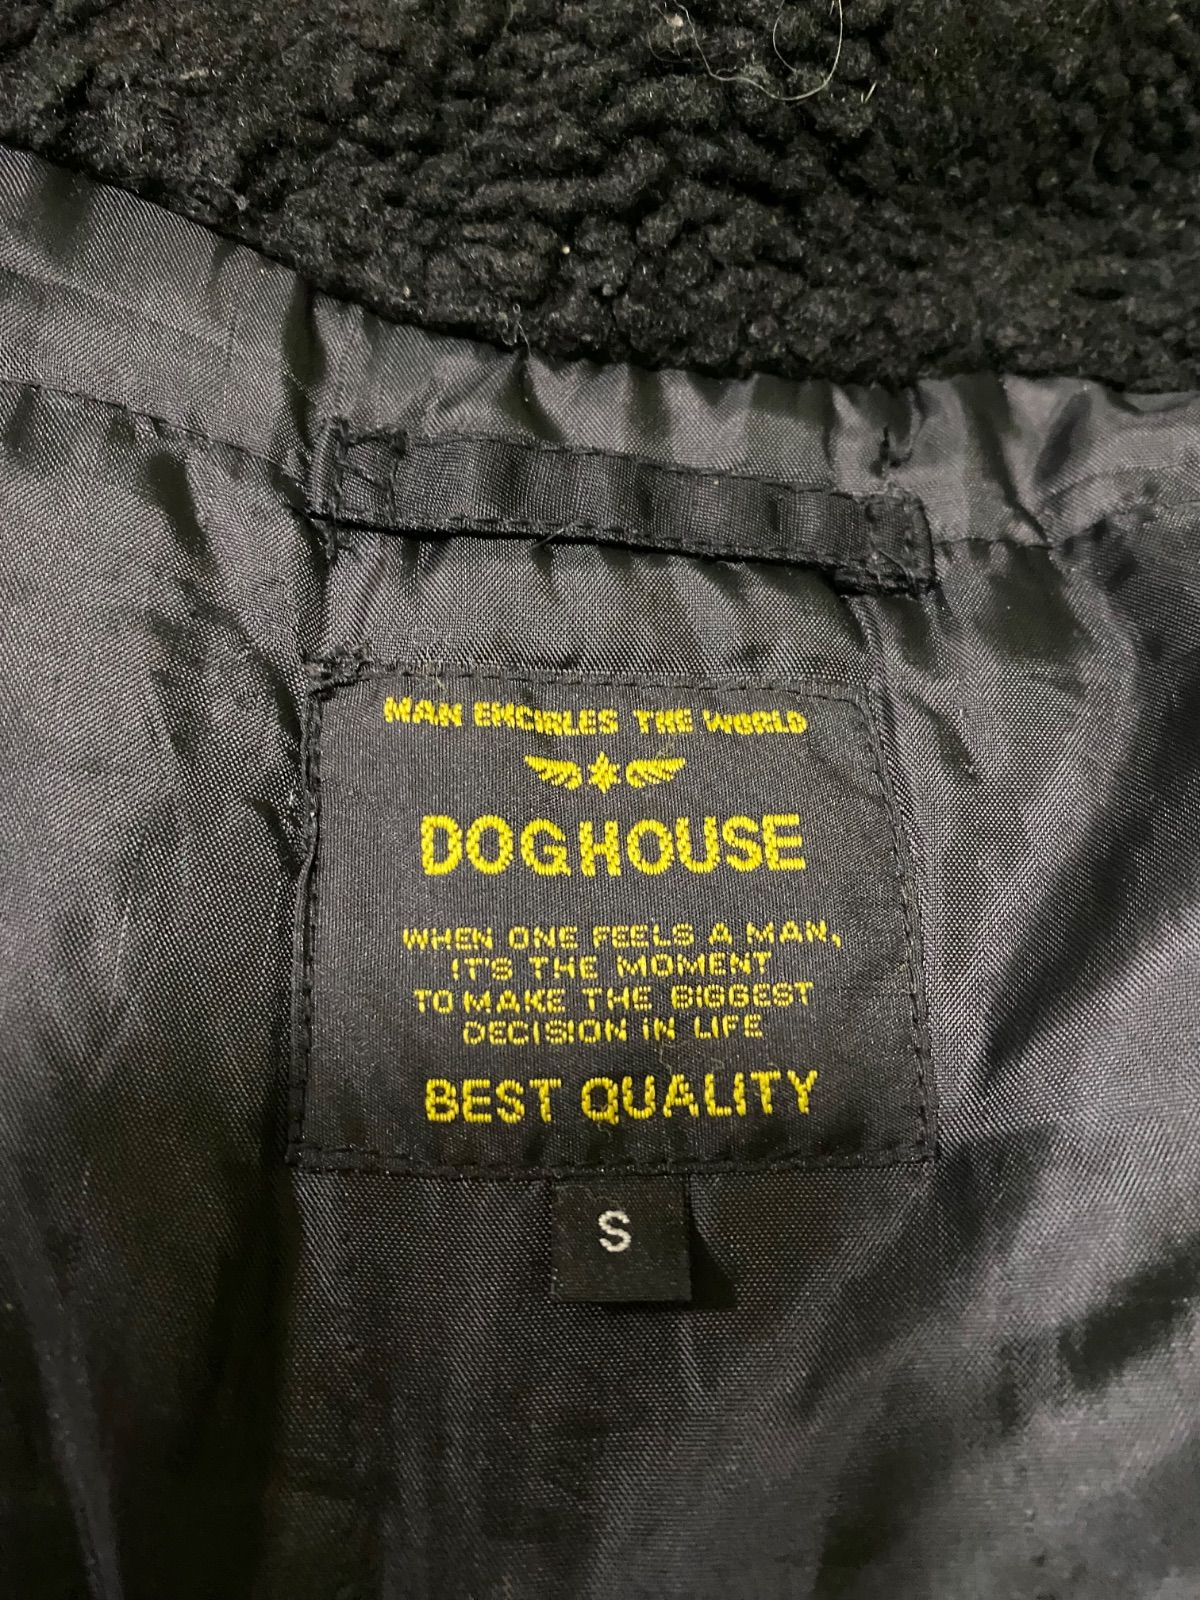 MAN ENCIRLES THE WORLD
DOGHOUSE
WHEN ONE FEELS A MAN,
IT'S THE MOMENT
TO MAKE THE BIGGEST
DECISION IN LIFE
BEST QUALITY
S